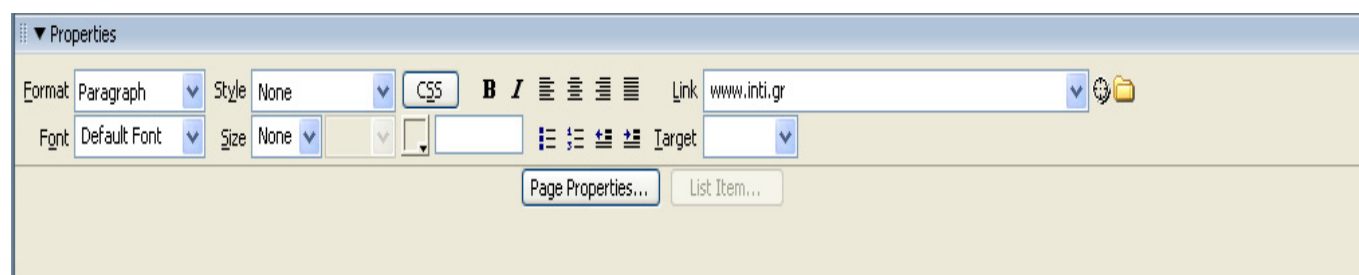 Properties
Format Paragraph Style None CSS B I Link www.inti.gr
Font Default Font Size None Target
Page Properties... List Item...